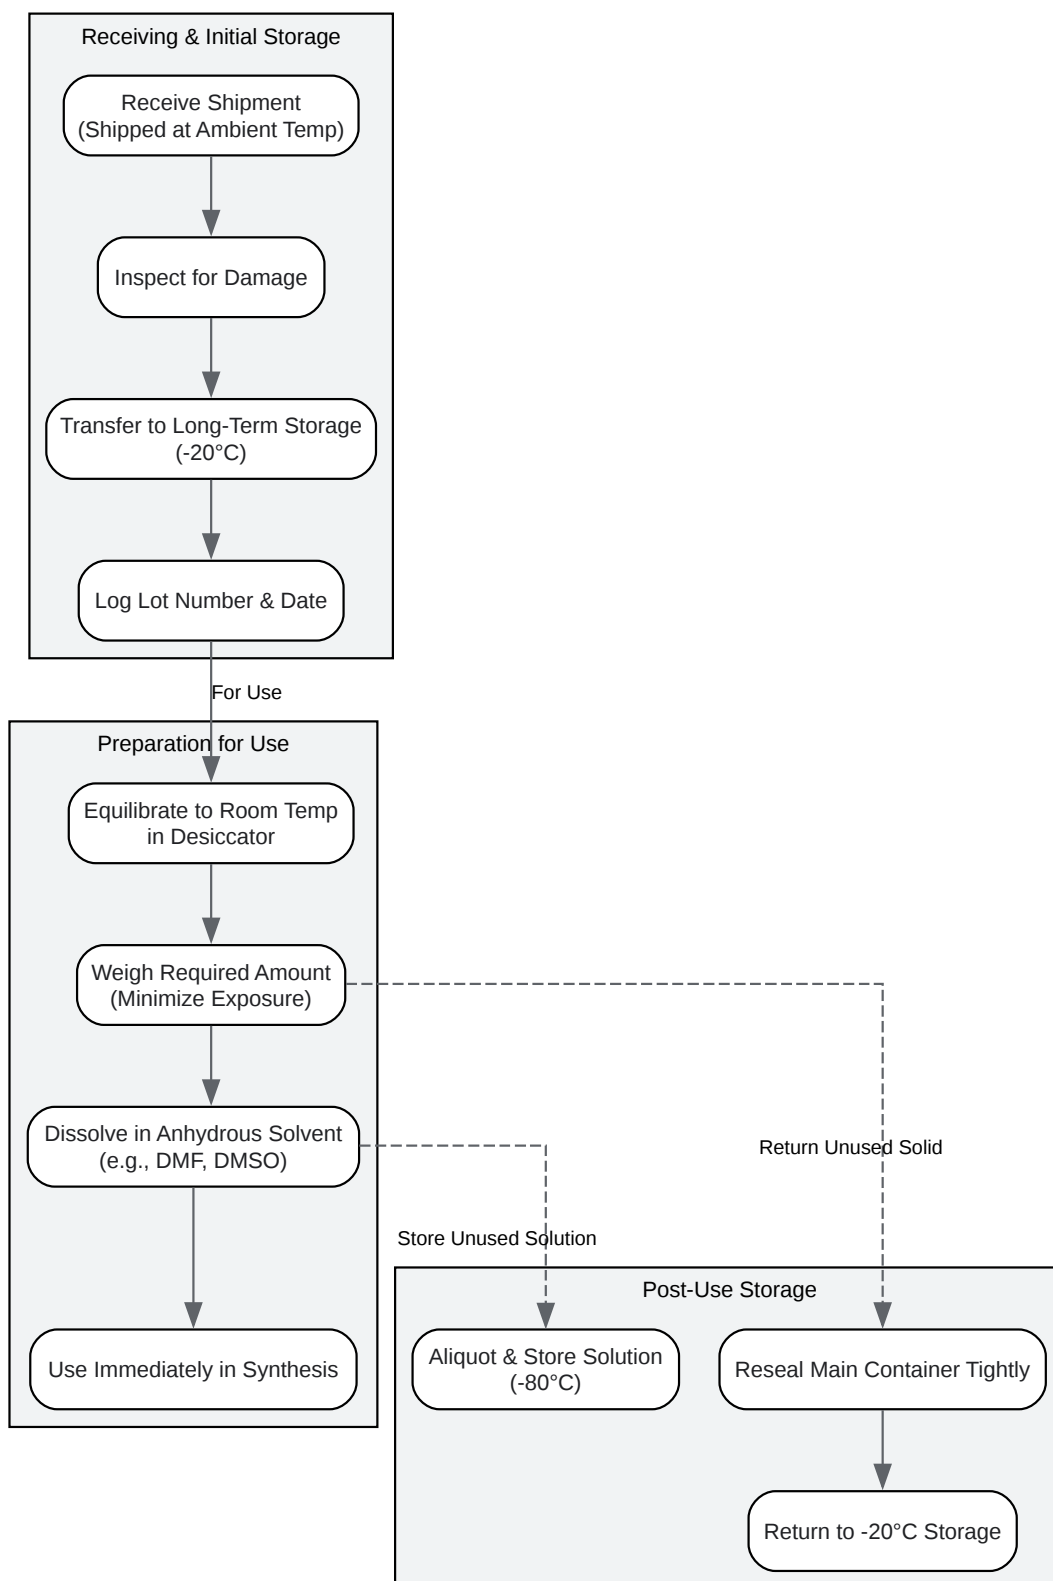 Receiving & Initial Storage
Receive Shipment
(Shipped at Ambient Temp)
Inspect for Damage
Transfer to Long-Term Storage
(-20°C)
Log Lot Number & Date
For Use
Preparation for Use
Equilibrate to Room Temp
in Desiccator
Weigh Required Amount
(Minimize Exposure)
Dissolve in Anhydrous Solvent
(e.g., DMF, DMSO)
Return Unused Solid
Store Unused Solution
Use Immediately in Synthesis
Post-Use Storage
Aliquot & Store Solution
(-80°C)
Reseal Main Container Tightly
Return to -20°C Storage